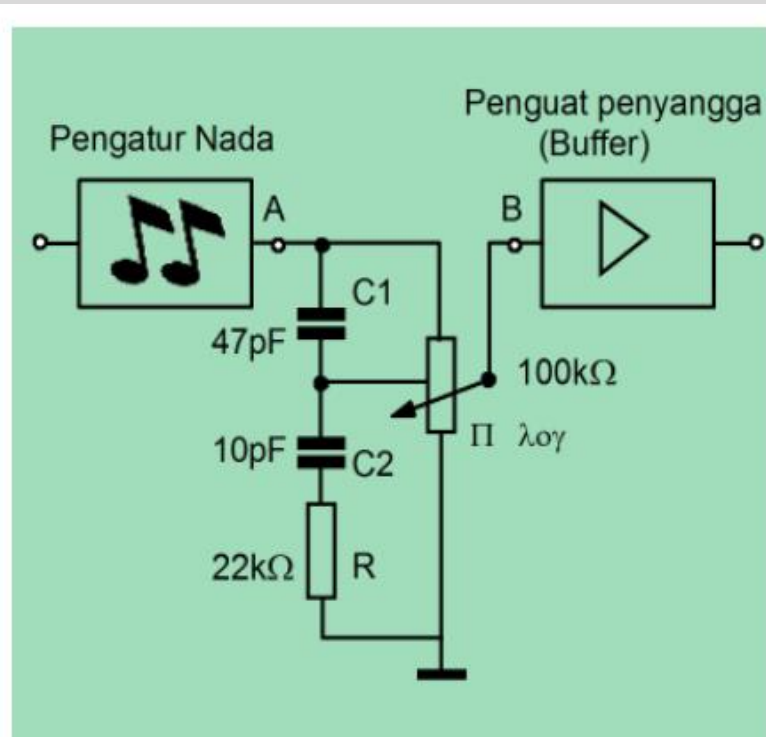 Penguat penyangga
(Buffer)
Pengatur Nada
A
B
C1
47pF
100kΩ
Π λογ
10pF
C2
22kΩ
R